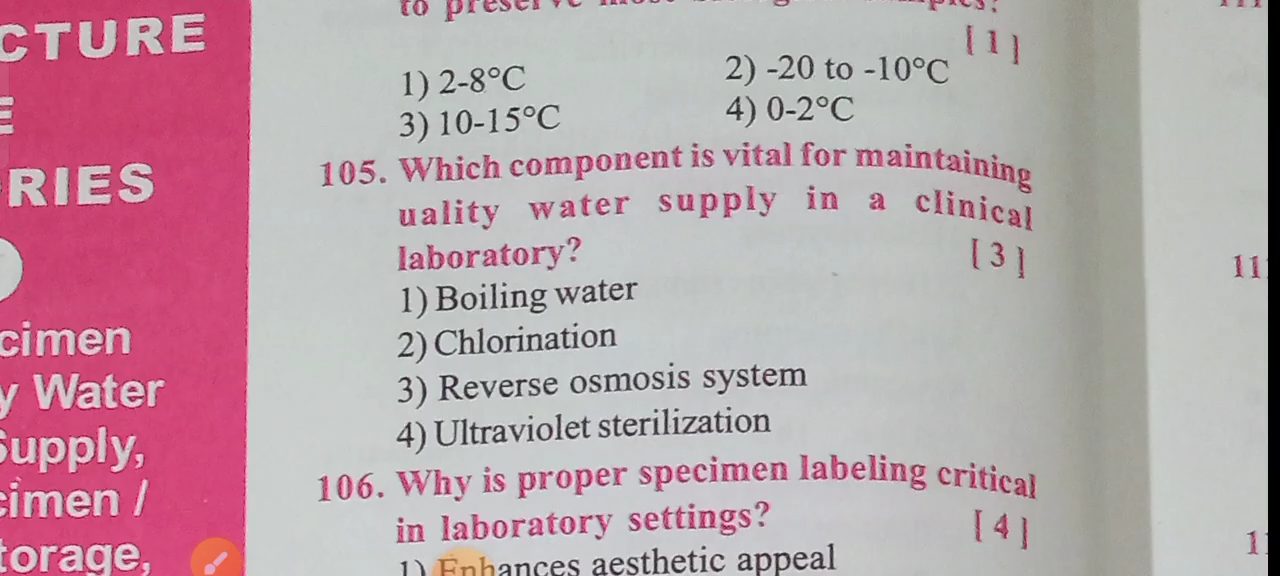 CTURE
E
RIES
cimen
y Water
Supply,
cimen /
torage,
to
[1]
1) 2-8°C
2) -20 to -10°C
3) 10-15°C
4) 0-2°C
105. Which component is vital for maintaining
uality water supply in a clinical
laboratory?
[3]
1) Boiling water
2) Chlorination
3) Reverse osmosis system
4) Ultraviolet sterilization
106. Why is proper specimen labeling critical
in laboratory settings?
[4]
1) Enhances aesthetic appeal
11